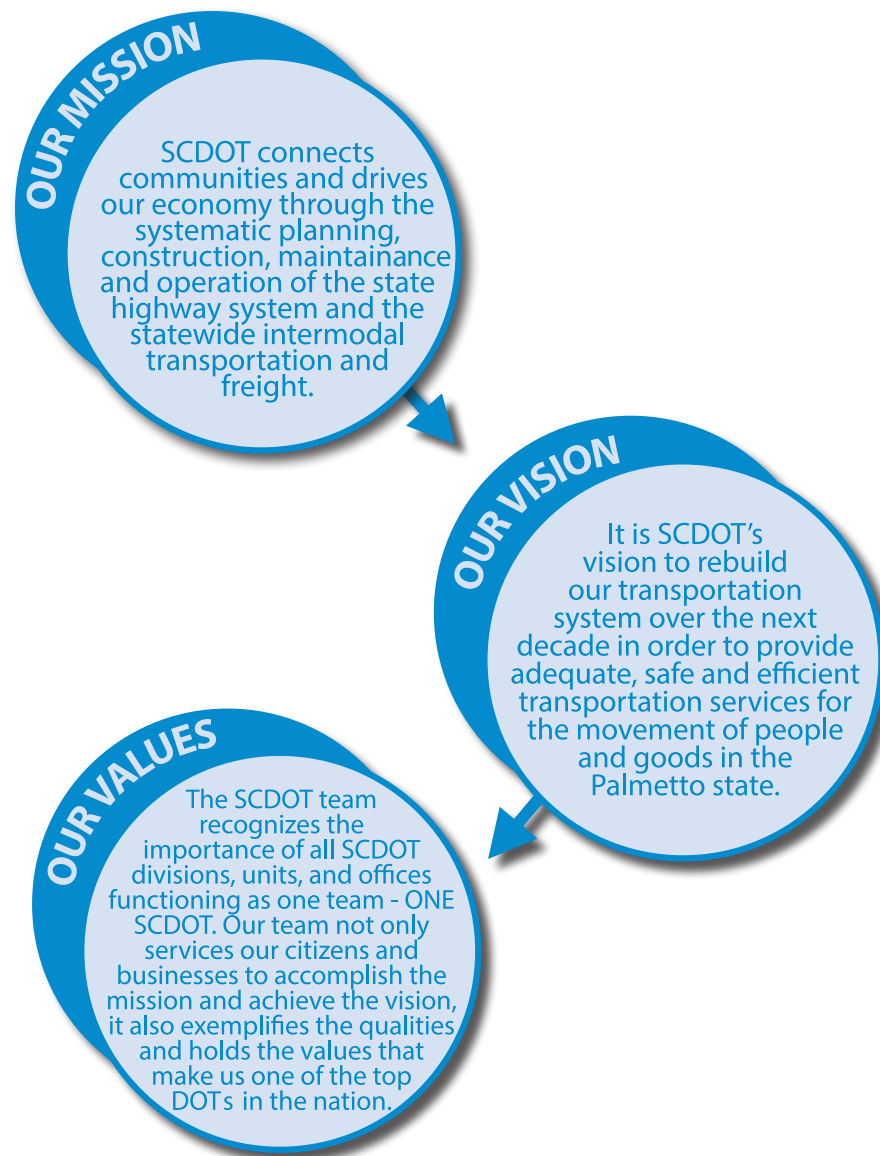 OUR MISSION
SCDOT connects
communities and drives
our economy through the
systematic planning,
construction, maintainance
and operation of the state
highway system and the
statewide intermodal
transportation and
freight.
OUR VISION
It is SCDOT’s
vision to rebuild
our transportation
system over the next
decade in order to provide
adequate, safe and efficient
transportation services for
the movement of people
and goods in the
Palmetto state.
OUR VALUES
The SCDOT team
recognizes the
importance of all SCDOT
divisions, units, and offices
functioning as one team - ONE
SCDOT. Our team not only
services our citizens and
businesses to accomplish the
mission and achieve the vision,
it also exemplifies the qualities
and holds the values that
make us one of the top
DOTs in the nation.